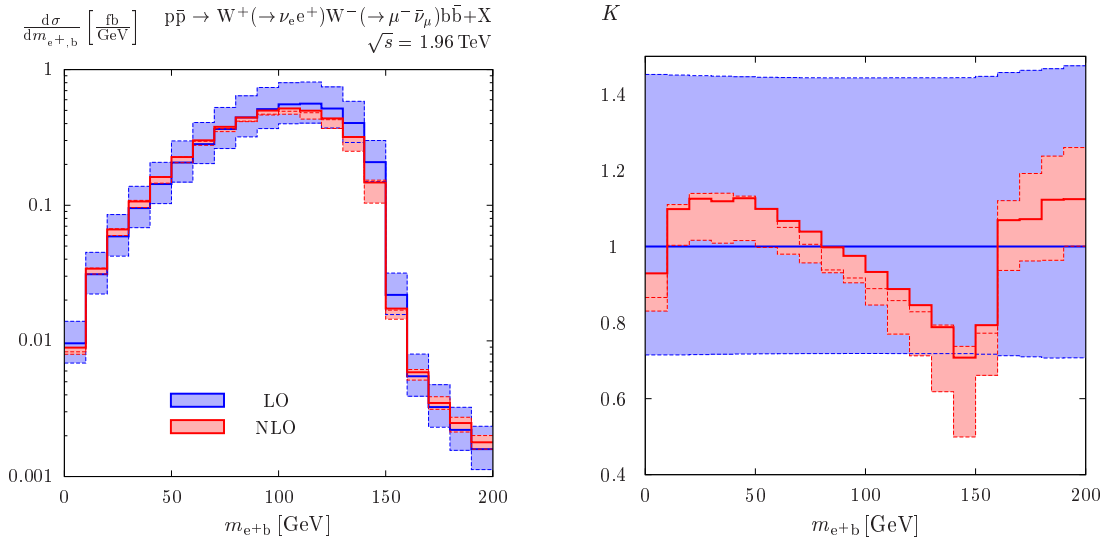 dσ/dm_{e⁺,b} [fb/GeV] pp̄ → W⁺(→ν_e e⁺)W⁻(→μ⁻ ν̄_μ)bb̄+X
√s = 1.96 TeV
1
0.1
0.01
0.001
LO
NLO
0 50 100 150 200
m_{e+b} [GeV]
K
1.4
1.2
1
0.8
0.6
0.4
0 50 100 150 200
m_{e+b} [GeV]